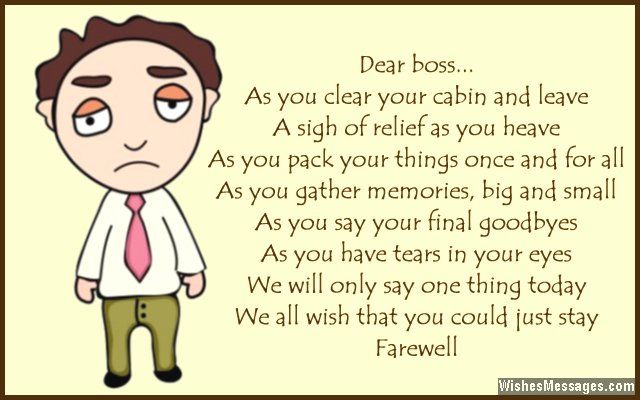 Dear boss...
As you clear your cabin and leave
A sigh of relief as you heave
As you pack your things once and for all
As you gather memories, big and small
As you say your final goodbyes
As you have tears in your eyes
We will only say one thing today
We all wish that you could just stay
Farewell
WishesMessages.com